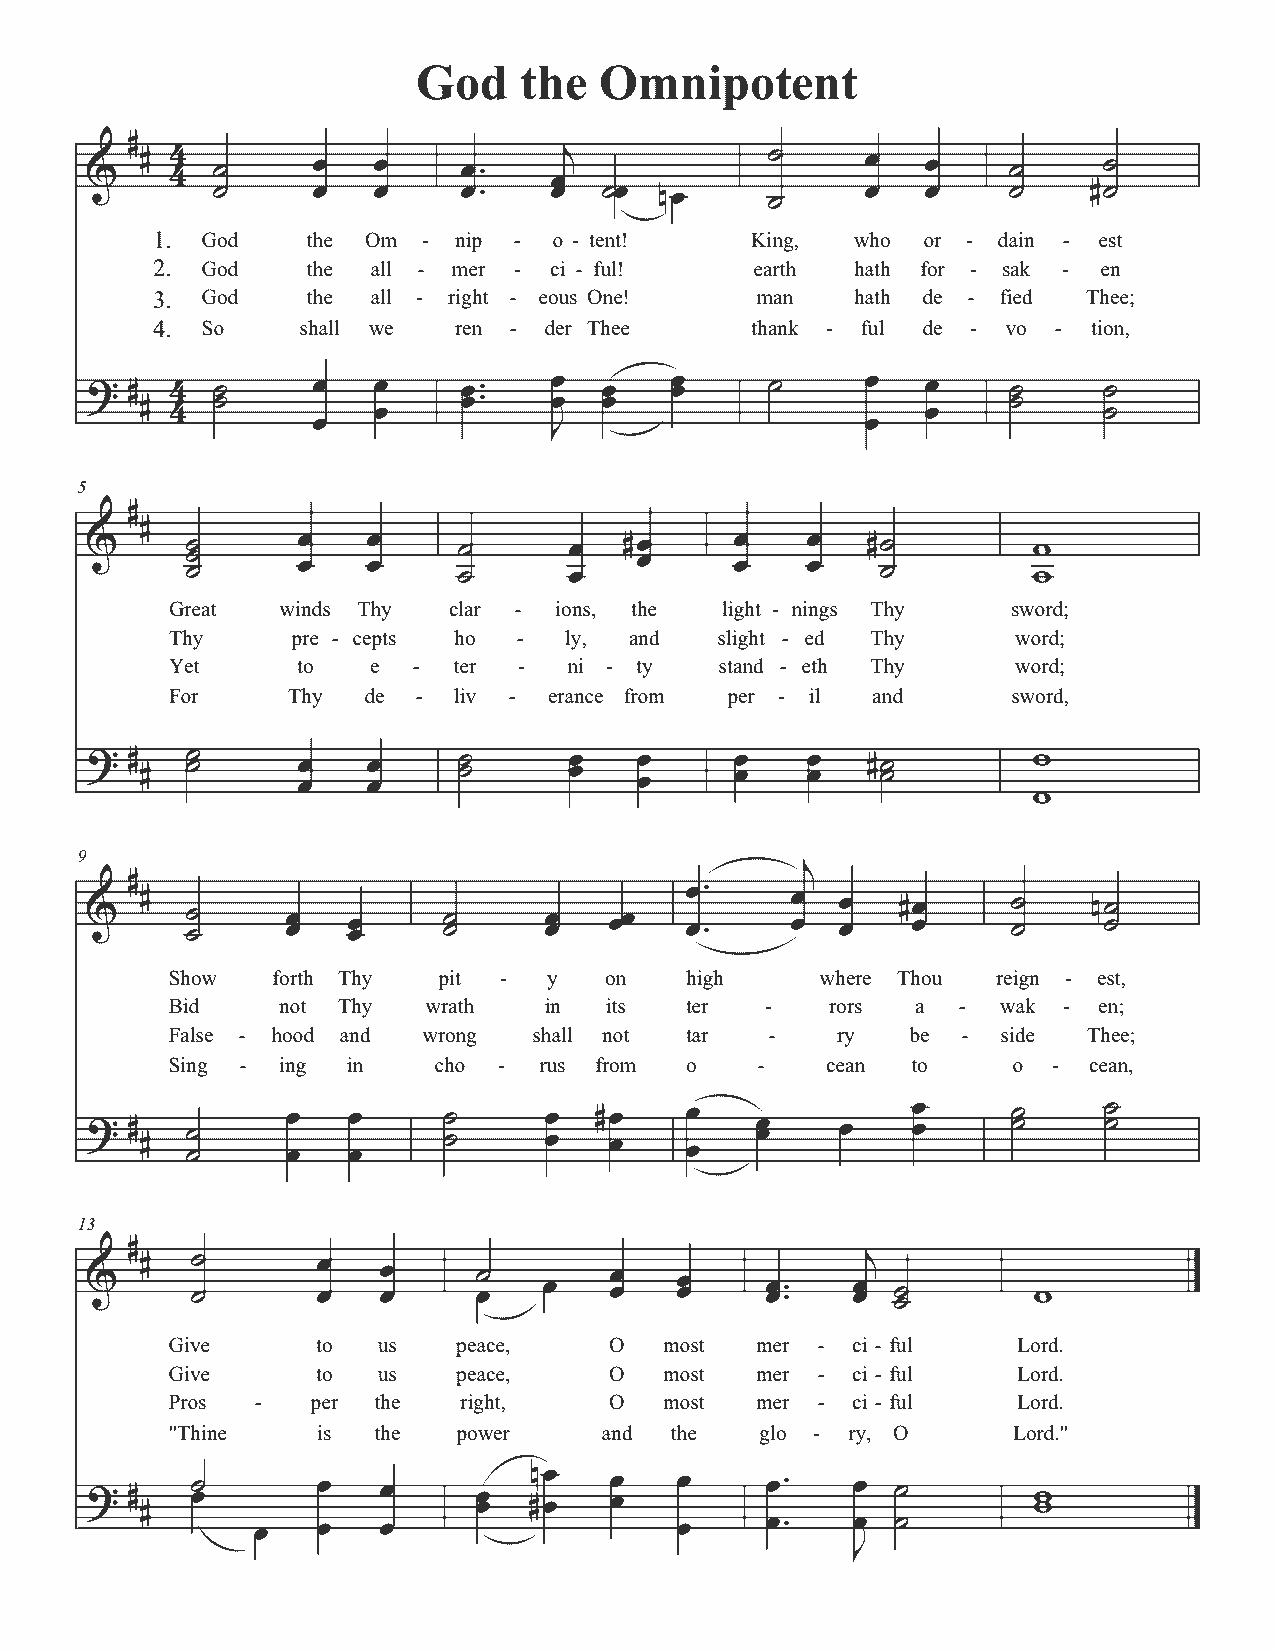 God the Omnipotent
1. God the Om - nip - o - tent! King, who or - dain - est
2. God the all - mer - ci - ful! earth hath for - sak - en
3. God the all - right - eous One! man hath de - fied Thee;
4. So shall we ren - der Thee thank - ful de - vo - tion,
5
Great winds Thy clar - ions, the light - nings Thy sword;
Thy pre - cepts ho - ly, and slight - ed Thy word;
Yet to e - ter - ni - ty stand - eth Thy word;
For Thy de - liv - erance from per - il and sword,
9
Show forth Thy pit - y on high where Thou reign - est,
Bid not Thy wrath in its ter - rors a - wak - en;
False - hood and wrong shall not tar - ry be - side Thee;
Sing - ing in cho - rus from o - cean to o - cean,
13
Give to us peace, O most mer - ci - ful Lord.
Give to us peace, O most mer - ci - ful Lord.
Pros - per the right, O most mer - ci - ful Lord.
"Thine is the power and the glo - ry, O Lord."